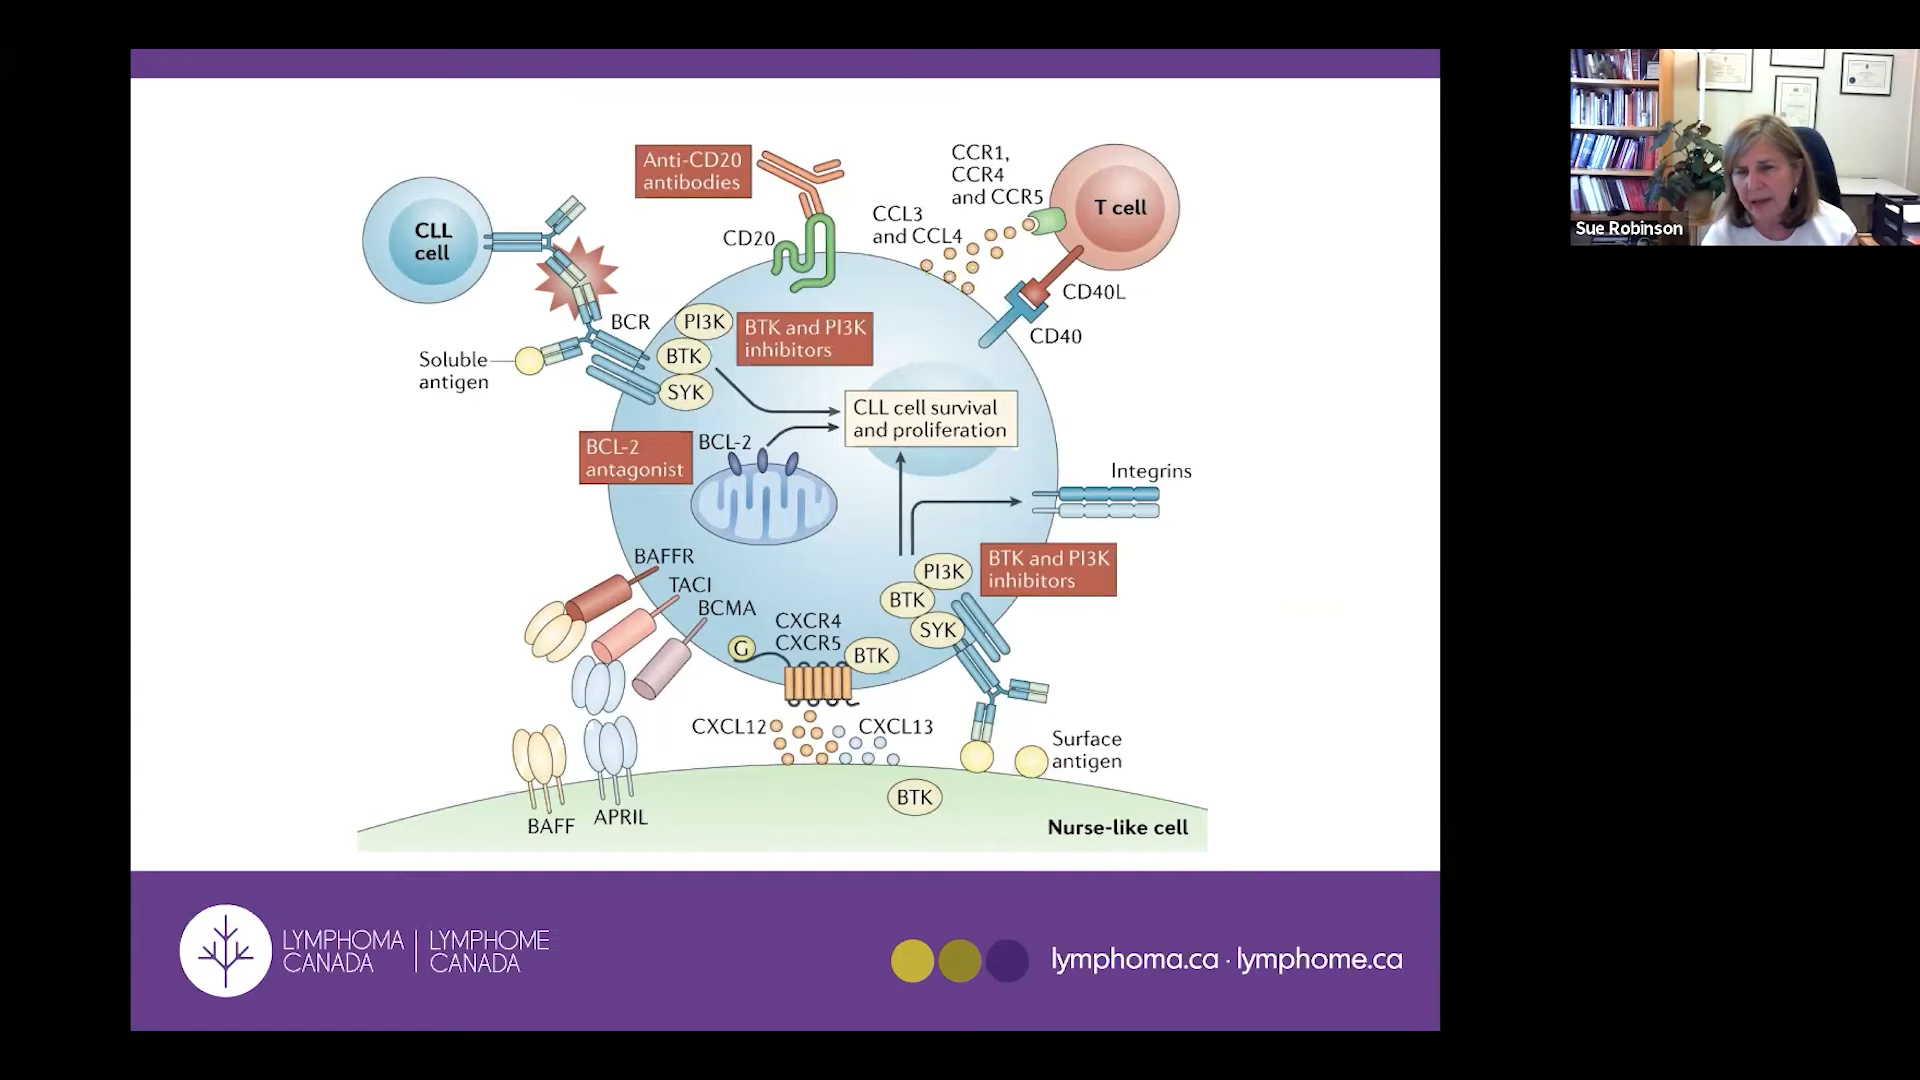 Anti-CD20
antibodies
CCR1,
CCR4
and CCR5
T cell
CCL3
and CCL4
CLL
cell
CD20
CD40L
CD40
BCR
PI3K
BTK
SYK
BTK and PI3K
inhibitors
Soluble
antigen
CLL cell survival
and proliferation
BCL-2
antagonist
BCL-2
Integrins
BAFFR
TACI
BCMA
PI3K
BTK
SYK
BTK and PI3K
inhibitors
G
CXCR4
CXCR5
BTK
CXCL12
CXCL13
Surface
antigen
BTK
BAFF
APRIL
Nurse-like cell
LYMPHOMA
CANADA
LYMPHOME
CANADA
lymphoma.ca · lymphome.ca
Sue Robinson